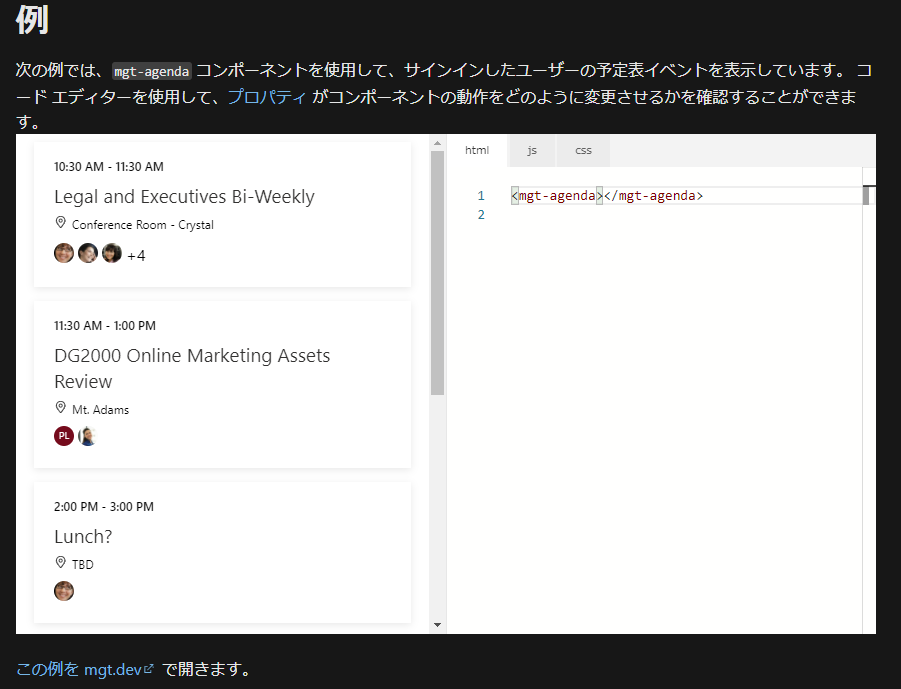 例
次の例では、mgt-agenda コンポーネントを使用して、サインインしたユーザーの予定表イベントを表示しています。 コ
ード エディターを使用して、プロパティ がコンポーネントの動作をどのように変更させるかを確認することができま
す。
10:30 AM - 11:30 AM
Legal and Executives Bi-Weekly
Conference Room - Crystal
+4
11:30 AM - 1:00 PM
DG2000 Online Marketing Assets
Review
Mt. Adams
PL
2:00 PM - 3:00 PM
Lunch?
TBD
html js css
1 <mgt-agenda></mgt-agenda>
2
この例を mgt.dev で開きます。